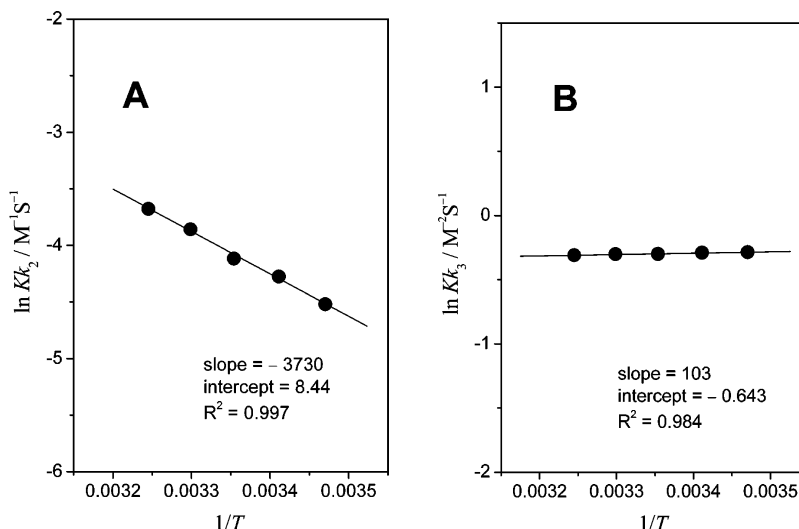 A
-2
-3
-4
-5
-6
ln Kk₂ / M⁻¹S⁻¹
slope = − 3730
intercept = 8.44
R² = 0.997
0.0032 0.0033 0.0034 0.0035
1/T
B
1
0
-1
-2
ln Kk₃ / M⁻²S⁻¹
slope = 103
intercept = − 0.643
R² = 0.984
0.0032 0.0033 0.0034 0.0035
1/T